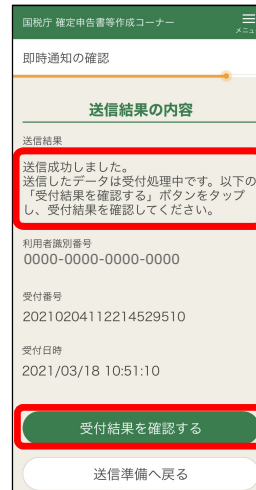 国税庁 確定申告書等作成コーナー
メニュ
即時通知の確認
送信結果の内容
送信結果
送信成功しました。
送信したデータは受付処理中です。以下の
「受付結果を確認する」ボタンをタップ
し、受付結果を確認してください。
利用者識別番号
0000-0000-0000-0000
受付番号
20210204112214529510
受付日時
2021/03/18 10:51:10
受付結果を確認する
送信準備へ戻る